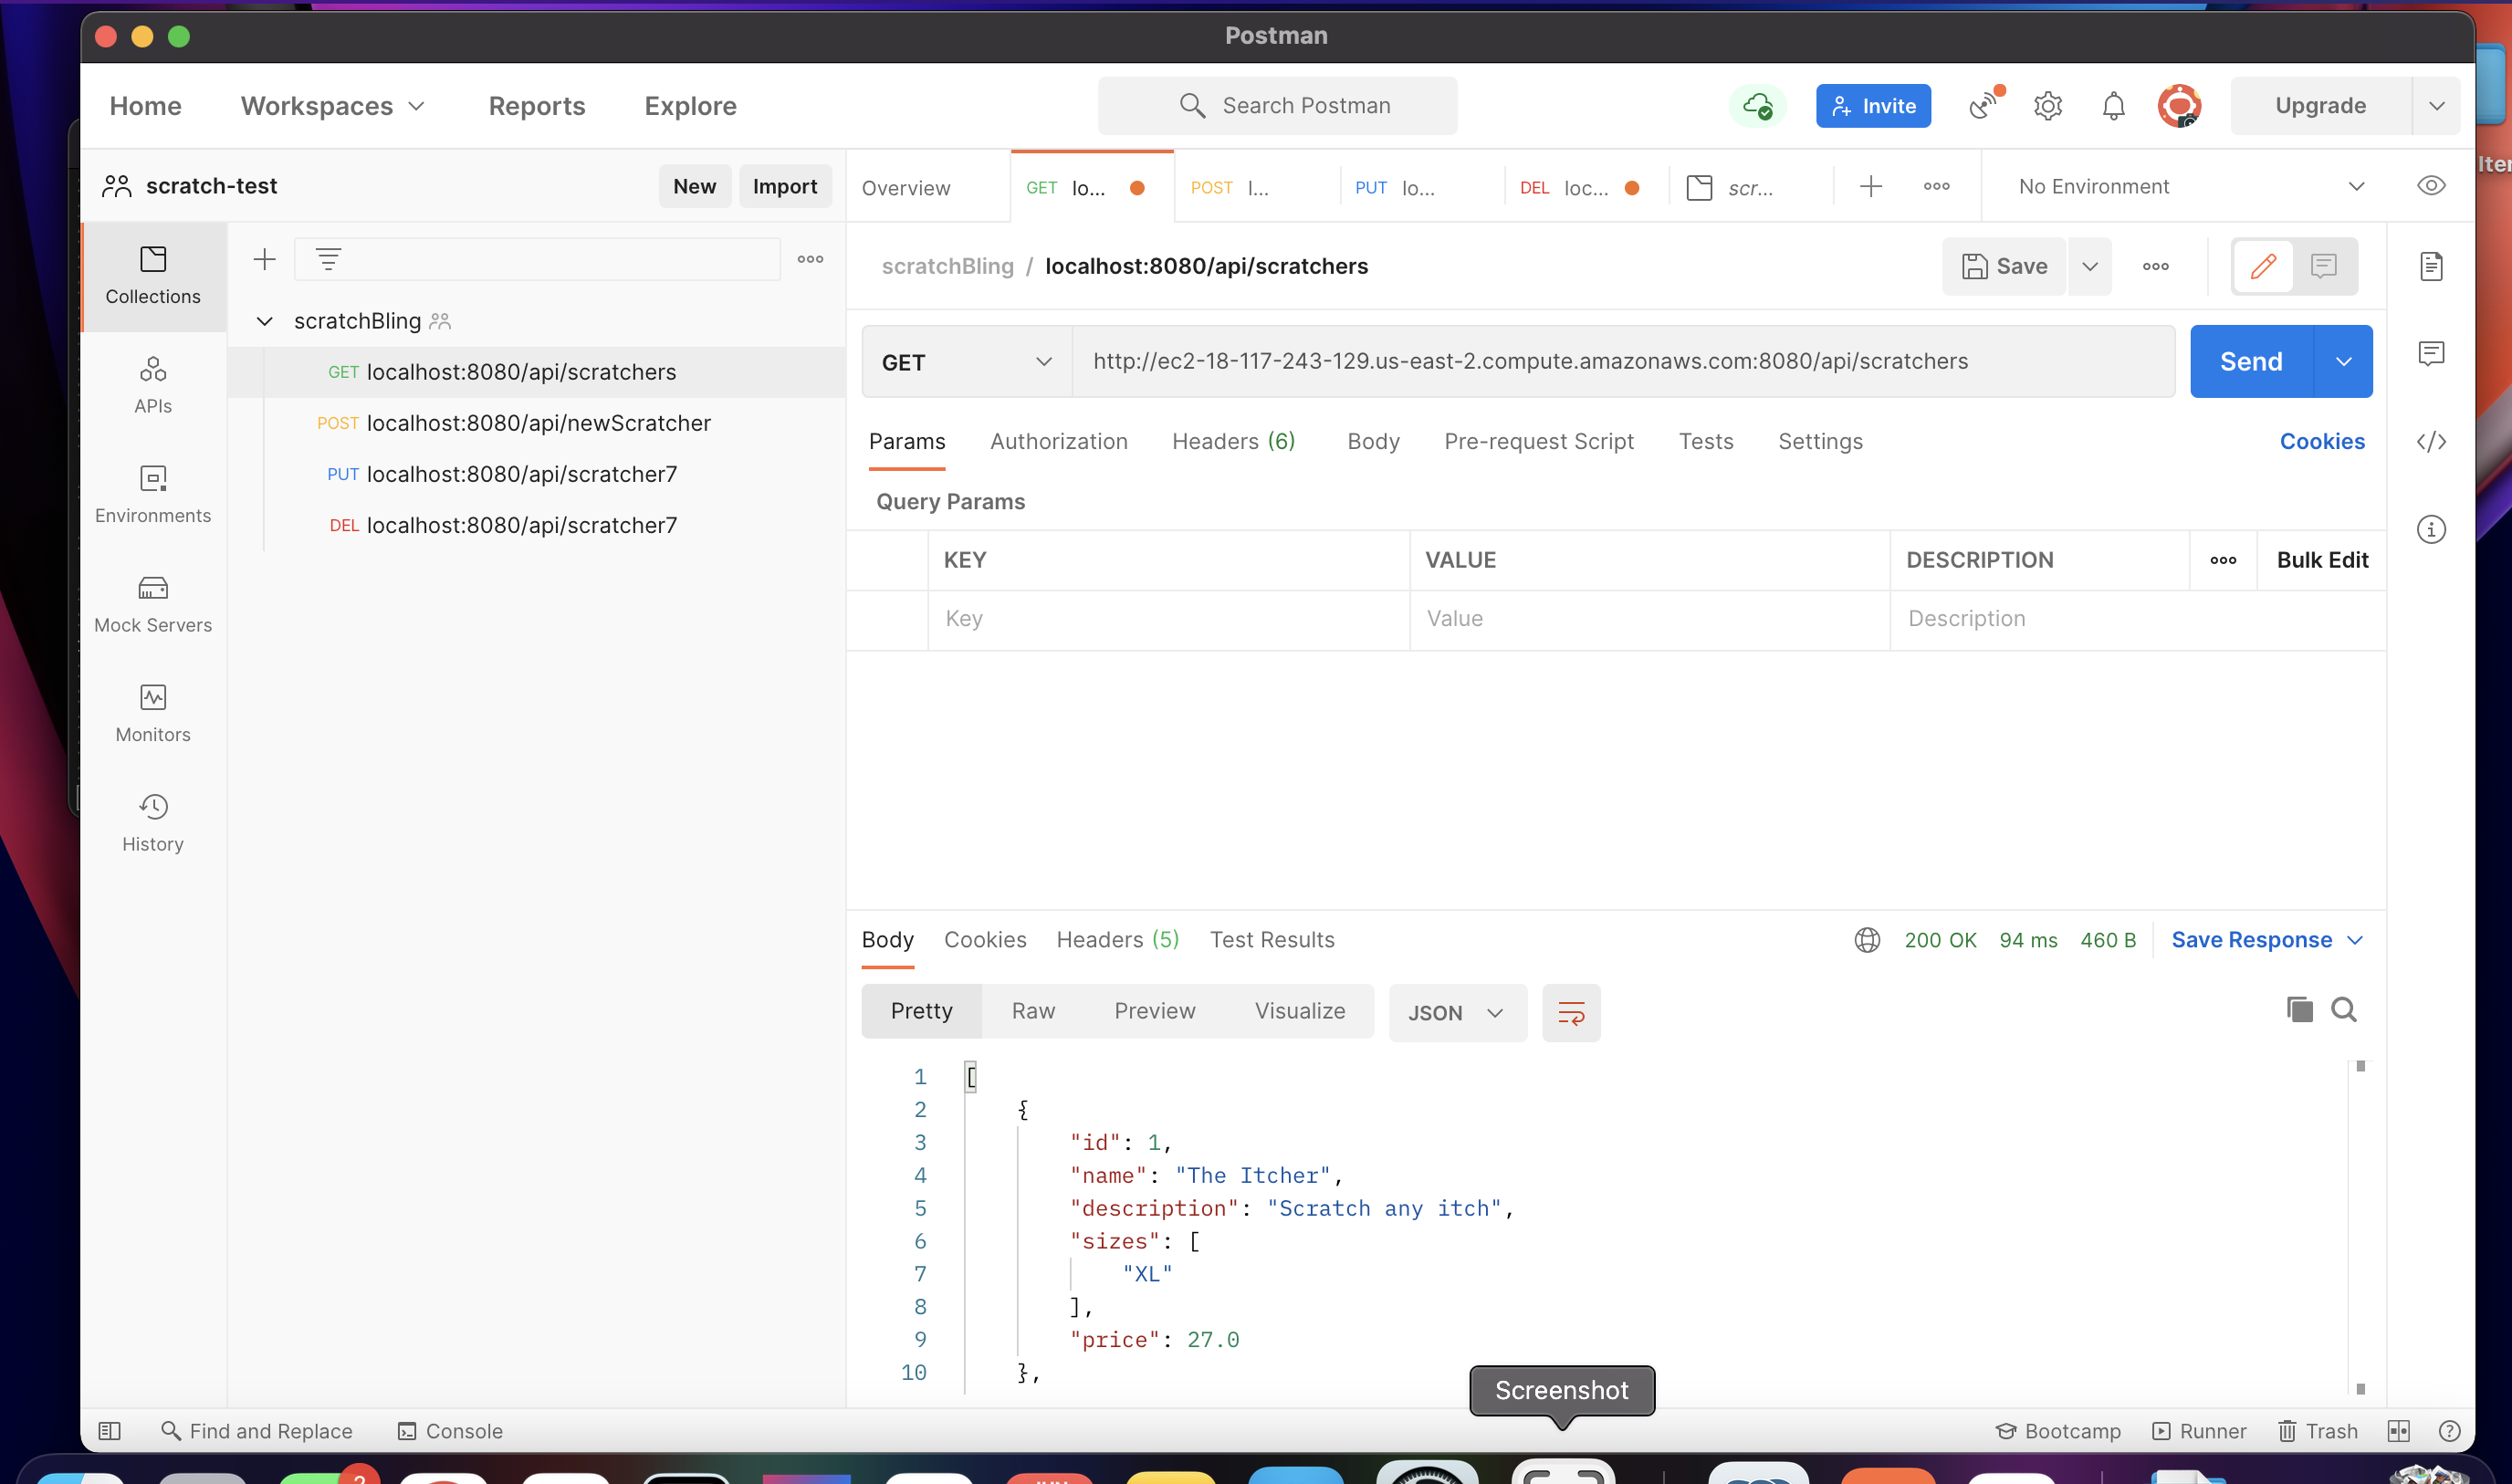 Postman
Home Workspaces Reports Explore Search Postman Invite Upgrade
scratch-test New Import Overview GET lo... POST l... PUT lo... DEL loc... scr... No Environment
Collections
APIs
Environments
Mock Servers
Monitors
History
scratchBling
GET localhost:8080/api/scratchers
POST localhost:8080/api/newScratcher
PUT localhost:8080/api/scratcher7
DEL localhost:8080/api/scratcher7
scratchBling / localhost:8080/api/scratchers Save
GET http://ec2-18-117-243-129.us-east-2.compute.amazonaws.com:8080/api/scratchers Send
Params Authorization Headers (6) Body Pre-request Script Tests Settings Cookies
Query Params
KEY VALUE DESCRIPTION Bulk Edit
Key Value Description
Body Cookies Headers (5) Test Results 200 OK 94 ms 460 B Save Response
Pretty Raw Preview Visualize JSON
1 [
2 {
3 "id": 1,
4 "name": "The Itcher",
5 "description": "Scratch any itch",
6 "sizes": [
7 "XL"
8 ],
9 "price": 27.0
10 },
Screenshot
Find and Replace Console Bootcamp Runner Trash